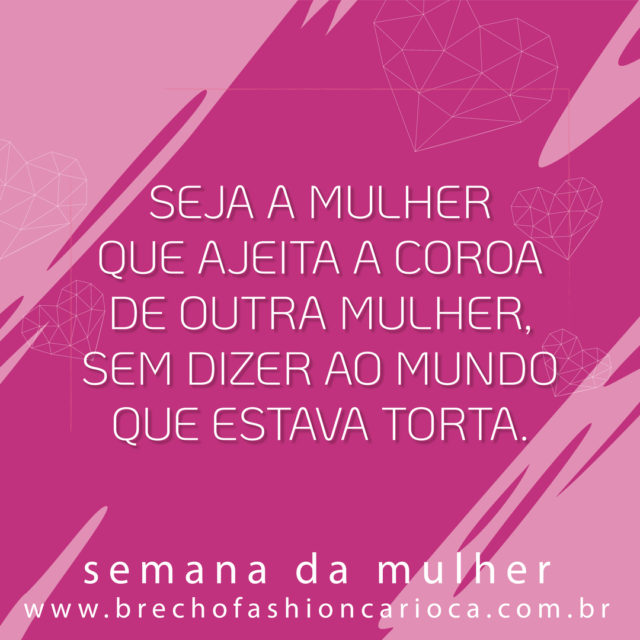 SEJA A MULHER
QUE AJEITA A COROA
DE OUTRA MULHER,
SEM DIZER AO MUNDO
QUE ESTAVA TORTA.
semana da mulher
www.brechofashioncarioca.com.br